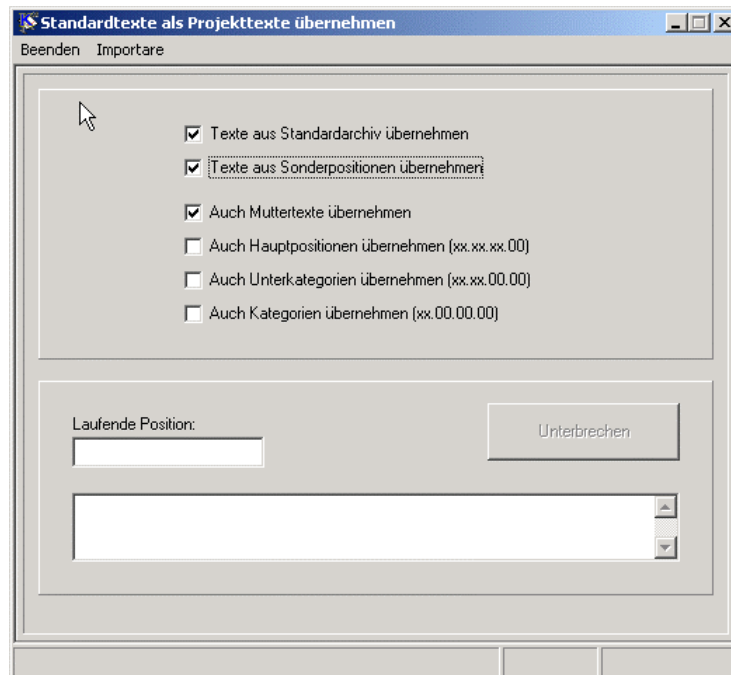 Standardtexte als Projekttexte übernehmen
Beenden Importare
Texte aus Standardarchiv übernehmen
Texte aus Sonderpositionen übernehmen
Auch Muttertexte übernehmen
Auch Hauptpositionen übernehmen (xx.xx.xx.00)
Auch Unterkategorien übernehmen (xx.xx.00.00)
Auch Kategorien übernehmen (xx.00.00.00)
Laufende Position:
Unterbrechen